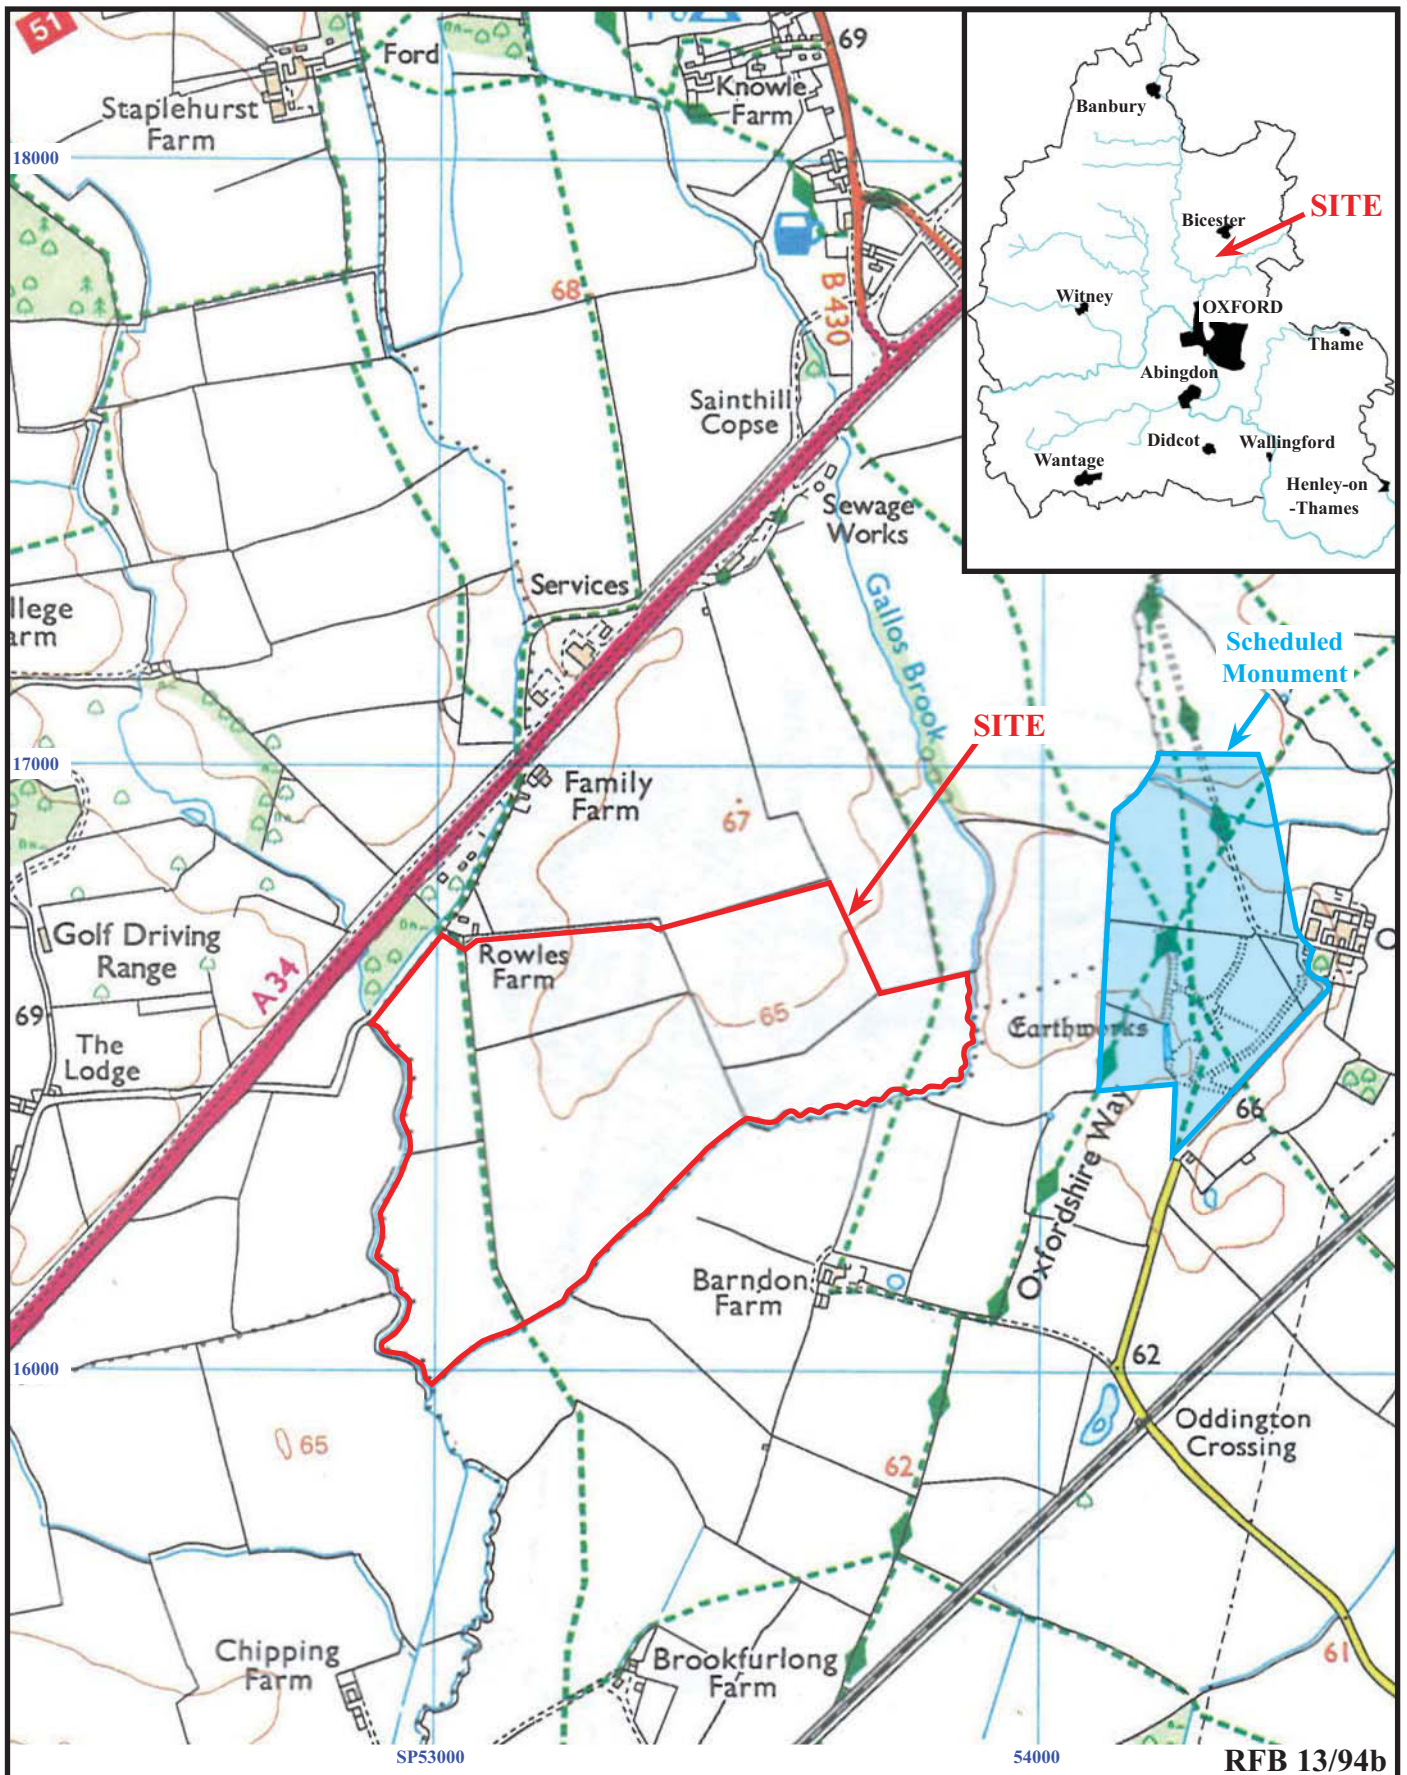 51
Ford
69
Knowle
Farm
Staplehurst
Farm
18000
68
B 430
Sainthill
Copse
Sewage
Works
Services
Gallos Brook
llege
arm
17000
Family
Farm
67
SITE
Scheduled
Monument
Golf Driving
Range
A 34
Rowles
Farm
65
69
The
Lodge
Earthworks
O
66
Oxfordshire Way
Barndon
Farm
62
16000
65
Oddington
Crossing
62
Chipping
Farm
Brookfurlong
Farm
61
SP53000
54000
RFB 13/94b
Banbury
Bicester
SITE
Witney
OXFORD
Thame
Abingdon
Didcot
Wallingford
Wantage
Henley-on
-Thames